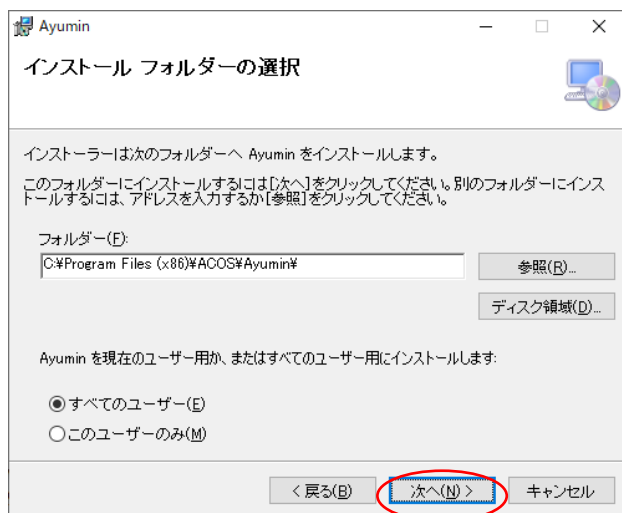 Ayumin
インストール フォルダーの選択
インストーラーは次のフォルダーへ Ayumin をインストールします。
このフォルダーにインストールするには[次へ]をクリックしてください。別のフォルダーにインス
トールするには、アドレスを入力するか[参照]をクリックしてください。
フォルダー(F):
C:¥Program Files (x86)¥ACOS¥Ayumin¥
参照(R)...
ディスク領域(D)...
Ayumin を現在のユーザー用か、またはすべてのユーザー用にインストールします:
すべてのユーザー(E)
このユーザーのみ(M)
< 戻る(B)
次へ(N) >
キャンセル